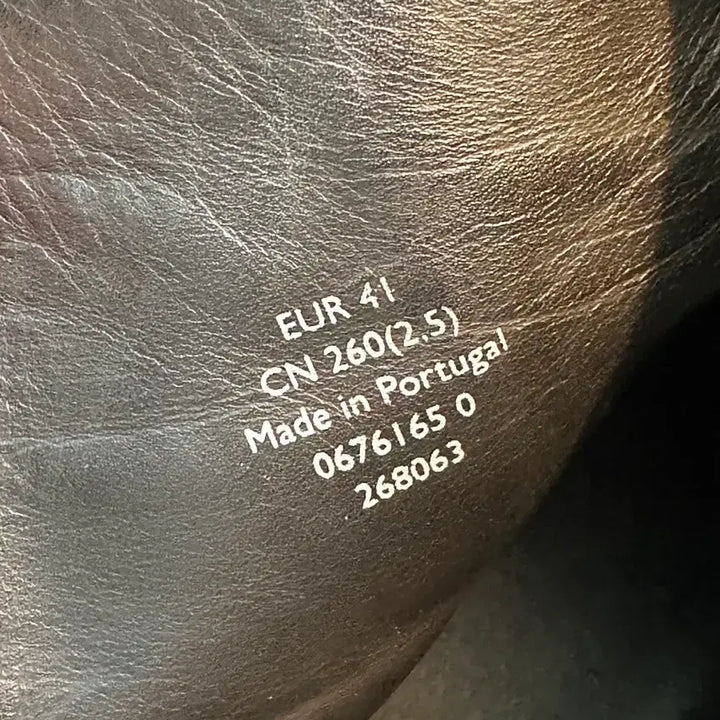 EUR 41
CN 260(2.5)
Made in Portugal
0676165 0
268063